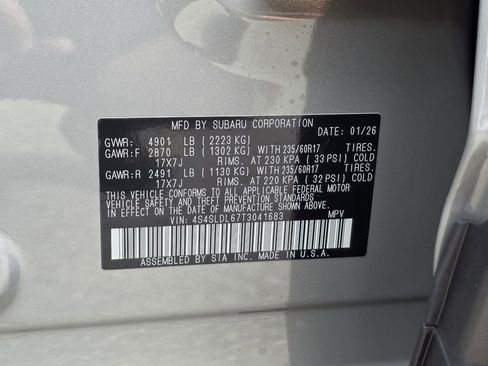 MFD BY SUBARU CORPORATION
DATE: 01/26
GVWR: 4901 LB (2223 KG)
GAWR:F 2870 LB (1302 KG) WITH 235/60R17 TIRES.
17X7J RIMS. AT 230 KPA (33 PSI) COLD
GAWR:R 2491 LB (1130 KG) WITH 235/60R17 TIRES.
17X7J RIMS. AT 220 KPA (32 PSI) COLD
THIS VEHICLE CONFORMS TO ALL APPLICABLE FEDERAL MOTOR
VEHICLE SAFETY, BUMPER, AND THEFT PREVENTION STANDARDS
IN EFFECT ON THE DATE OF MANUFACTURE SHOWN ABOVE.
VIN: 4S4SLDL67T3041683 MPV
ASSEMBLED BY SIA INC. MADE IN U.S.A.